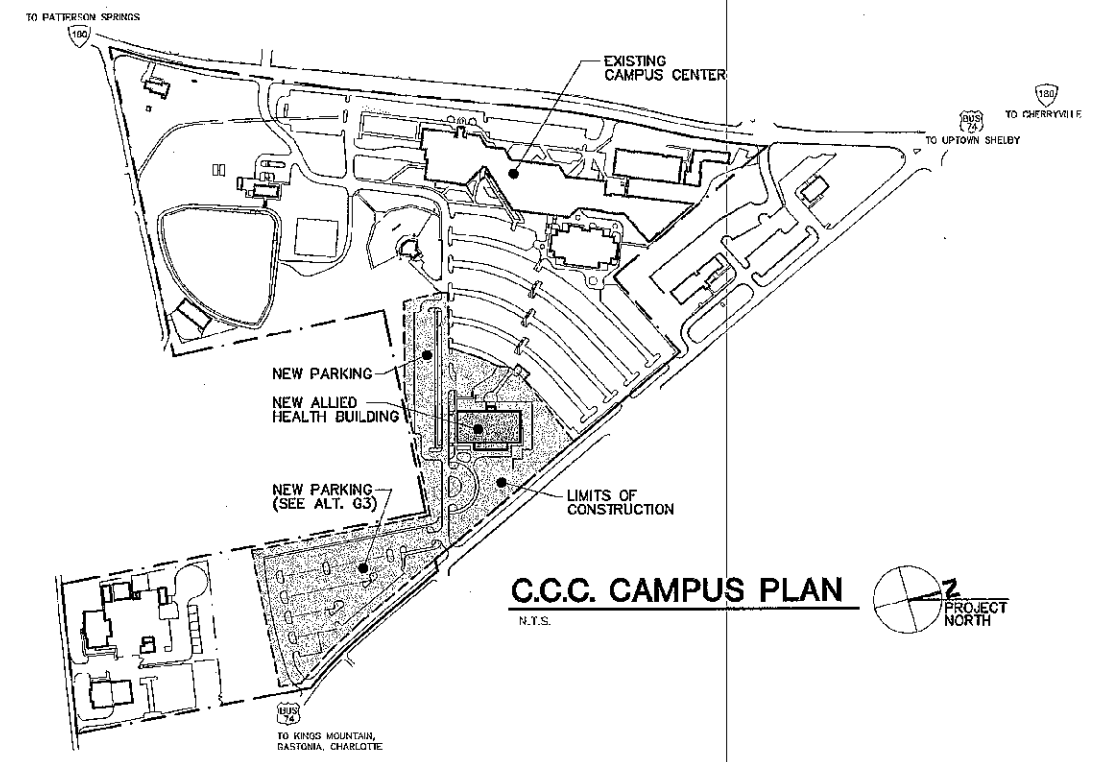 TO PATTERSON SPRINGS
180
EXISTING
CAMPUS CENTER
180
TO CHERRYVILLE
BUS
74
TO UPTOWN SHELBY
NEW PARKING
NEW ALLIED
HEALTH BUILDING
NEW PARKING
(SEE ALT. G3)
LIMITS OF
CONSTRUCTION
C.C.C. CAMPUS PLAN
N.T.S.
N
PROJECT
NORTH
BUS
74
TO KINGS MOUNTAIN,
GASTONIA, CHARLOTTE